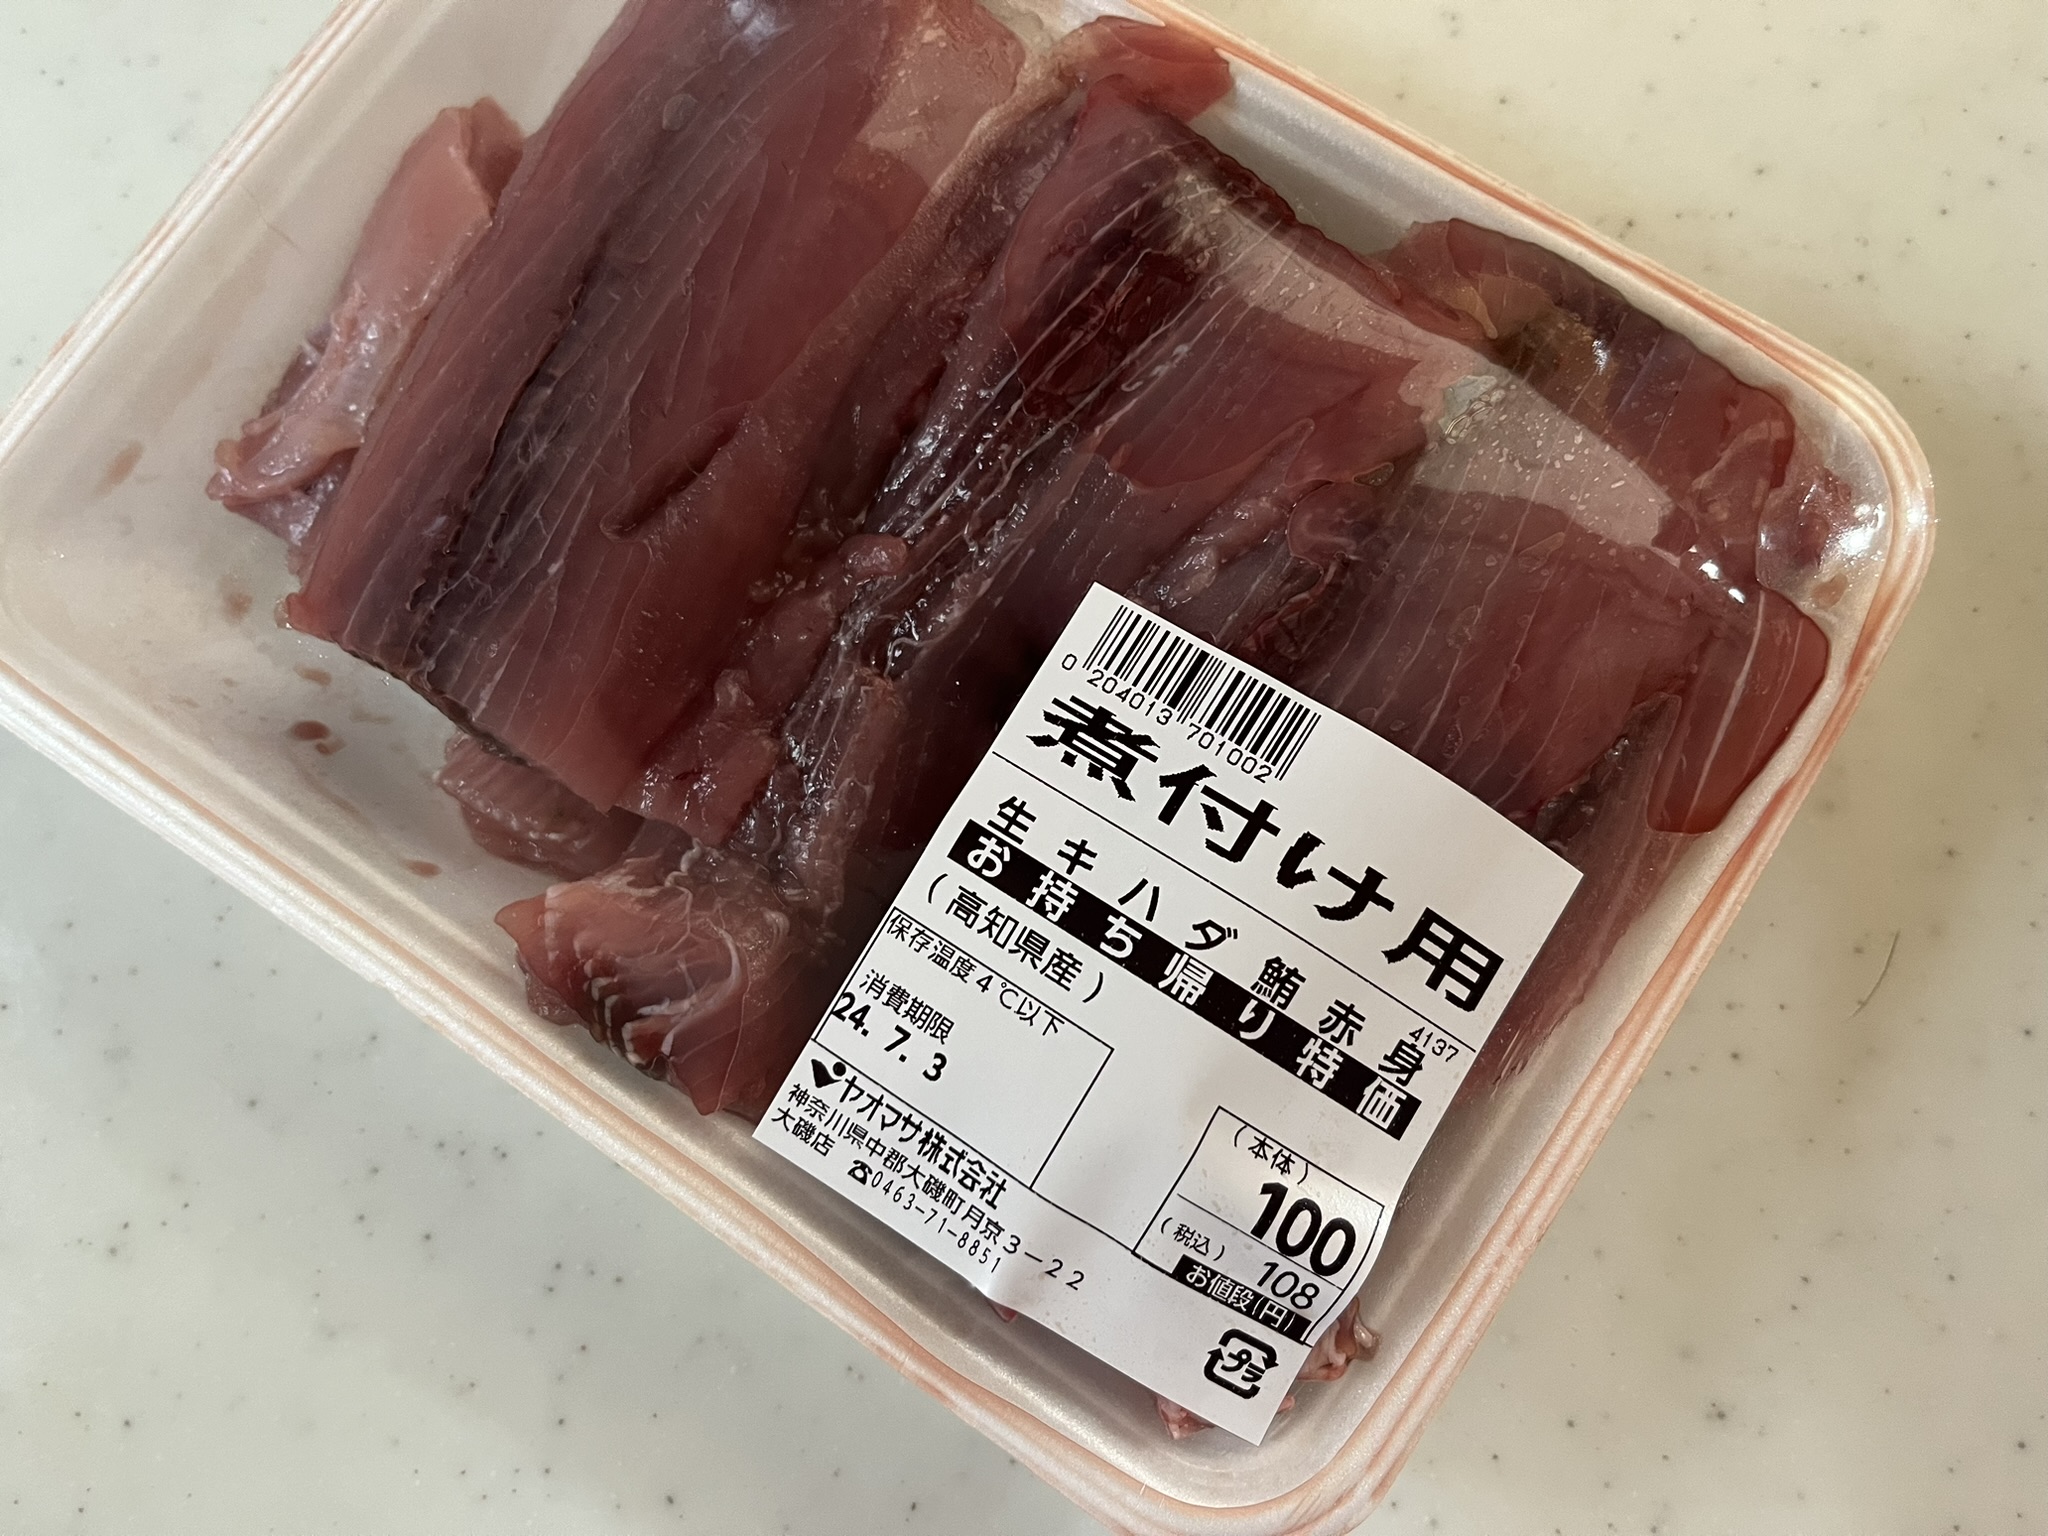 0 204013 701002
煮付け用
4137
生キハダ鮪赤身
お持ち帰り特価
(高知県産)
保存温度4℃以下
消費期限
24.7.3
(本体)
100
(税込)
108
お値段(円)
ヤオマサ株式会社
神奈川県中郡大磯町月京3-22
大磯店
☎0463-71-8851
プラ